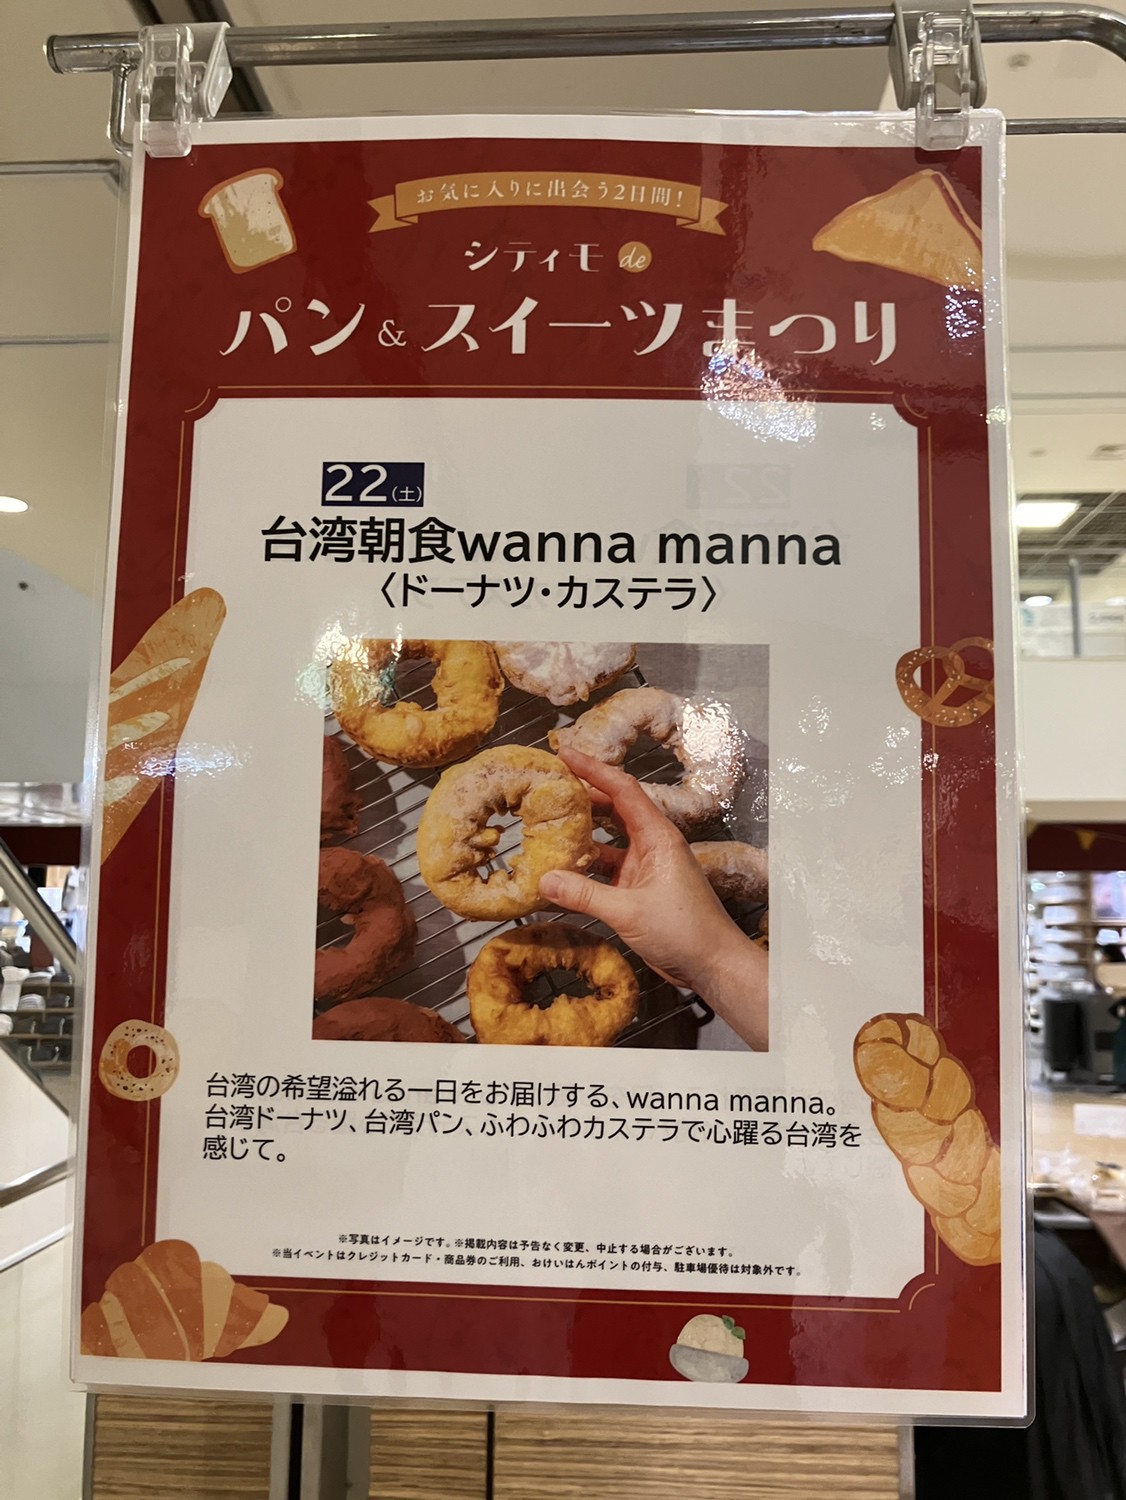 お気に入りに出会う2日間!
シティモ de
パン&スイーツまつり
22(土)
台湾朝食wanna manna
〈ドーナツ・カステラ〉
台湾の希望溢れる一日をお届けする、wanna manna。
台湾ドーナツ、台湾パン、ふわふわカステラで心躍る台湾を
感じて。
※写真はイメージです。※掲載内容は予告なく変更、中止する場合がございます。
※当イベントはクレジットカード・商品券のご利用、おけいはんポイントの付与、駐車場優待は対象外です。